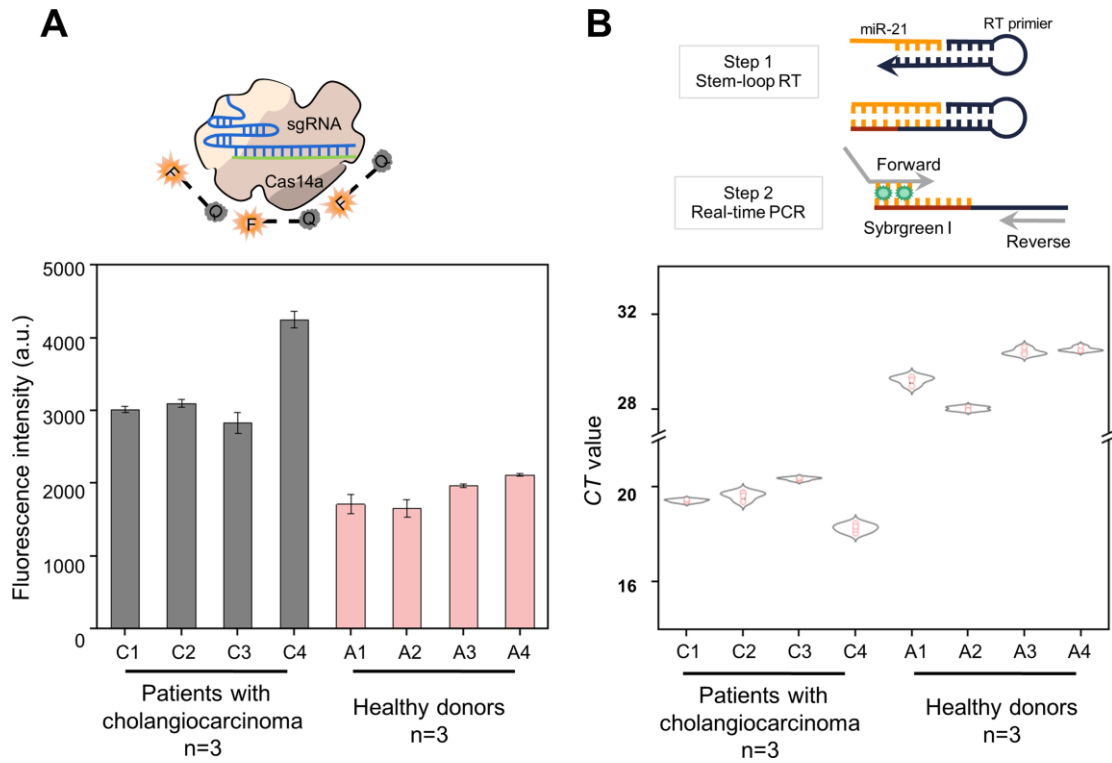 A
sgRNA
Cas14a
F
Q
F
Q
F
Q
Fluorescence intensity (a.u.)
5000
4000
3000
2000
1000
0
C1 C2 C3 C4 A1 A2 A3 A4
Patients with
cholangiocarcinoma
n=3
Healthy donors
n=3
B
Step 1
Stem-loop RT
miR-21
RT primier
Step 2
Real-time PCR
Forward
Sybrgreen I
Reverse
CT value
32
28
20
16
C1 C2 C3 C4 A1 A2 A3 A4
Patients with
cholangiocarcinoma
n=3
Healthy donors
n=3